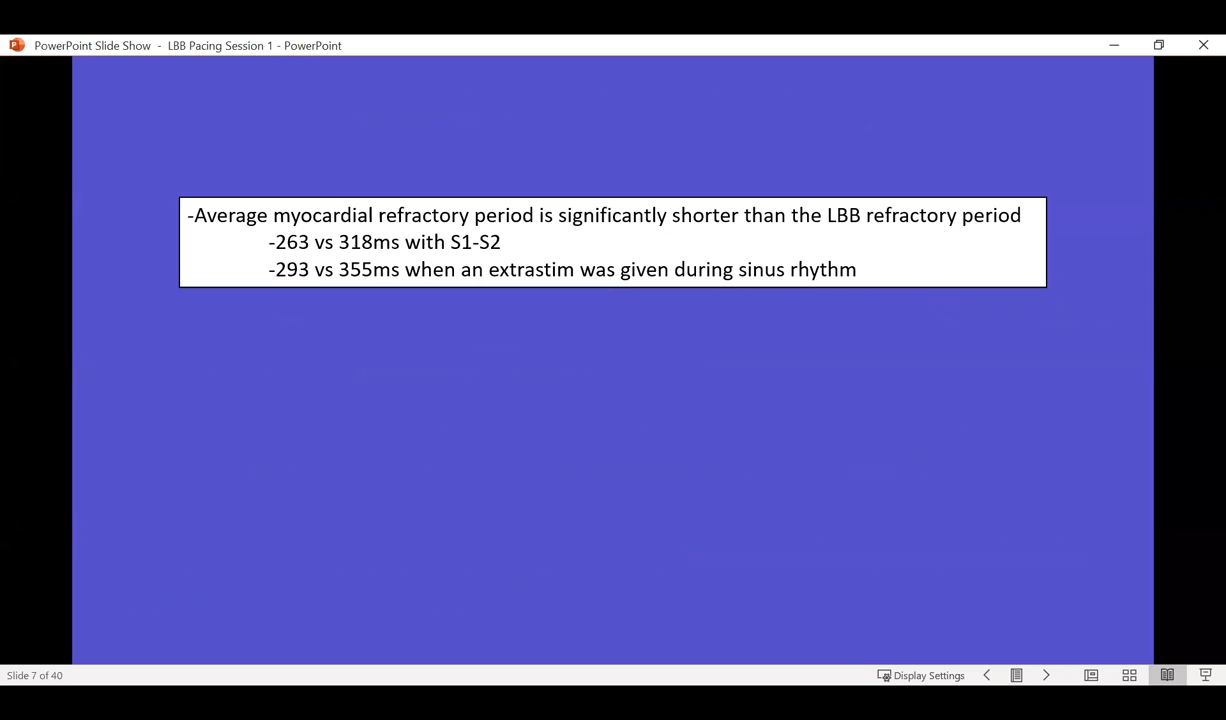 PowerPoint Slide Show - LBB Pacing Session 1 - PowerPoint
-Average myocardial refractory period is significantly shorter than the LBB refractory period
-263 vs 318ms with S1-S2
-293 vs 355ms when an extrastim was given during sinus rhythm
Slide 7 of 40
Display Settings